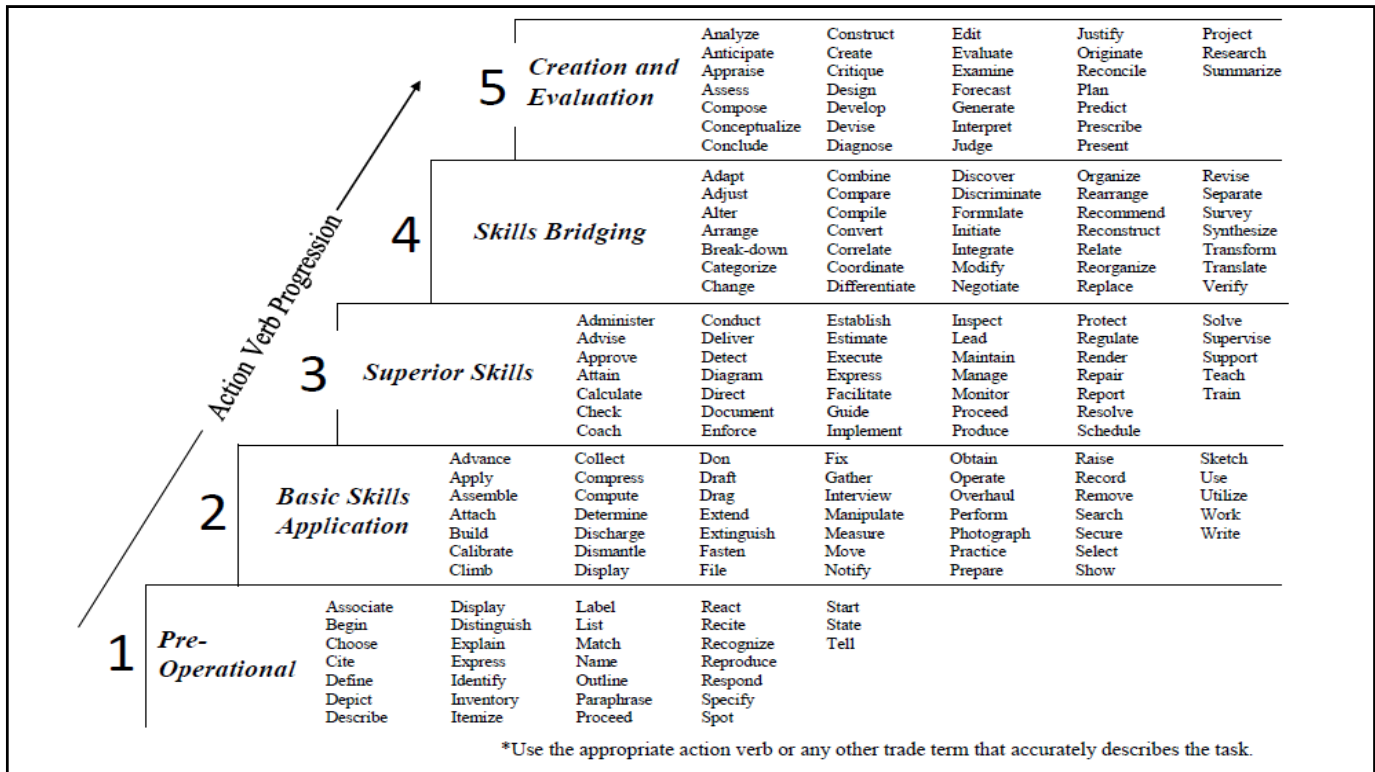 Analyze Construct Edit Justify Project
Anticipate Create Evaluate Originate Research
Creation and Appraise Critique Examine Reconcile Summarize
5 Evaluation Assess Design Forecast Plan
Compose Develop Generate Predict
Conceptualize Devise Interpret Prescribe
Conclude Diagnose Judge Present
Adapt Combine Discover Organize Revise
Adjust Compare Discriminate Rearrange Separate
Alter Compile Formulate Recommend Survey
4 Skills Bridging Arrange Convert Initiate Reconstruct Synthesize
Break-down Correlate Integrate Relate Transform
Categorize Coordinate Modify Reorganize Translate
Change Differentiate Negotiate Replace Verify
Action Verb Progression
Administer Conduct Establish Inspect Protect Solve
Advise Deliver Estimate Lead Regulate Supervise
Approve Detect Execute Maintain Render Support
3 Superior Skills Attain Diagram Express Manage Repair Teach
Calculate Direct Facilitate Monitor Report Train
Check Document Guide Proceed Resolve
Coach Enforce Implement Produce Schedule
Advance Collect Don Fix Obtain Raise Sketch
Apply Compress Draft Gather Operate Record Use
Basic Skills Assemble Compute Drag Interview Overhaul Remove Utilize
2 Application Attach Determine Extend Manipulate Perform Search Work
Build Discharge Extinguish Measure Photograph Secure Write
Calibrate Dismantle Fasten Move Practice Select
Climb Display File Notify Prepare Show
Associate Display Label React Start
Begin Distinguish List Recite State
Pre- Choose Explain Match Recognize Tell
1 Operational Cite Express Name Reproduce
Define Identify Outline Respond
Depict Inventory Paraphrase Specify
Describe Itemize Proceed Spot
*Use the appropriate action verb or any other trade term that accurately describes the task.